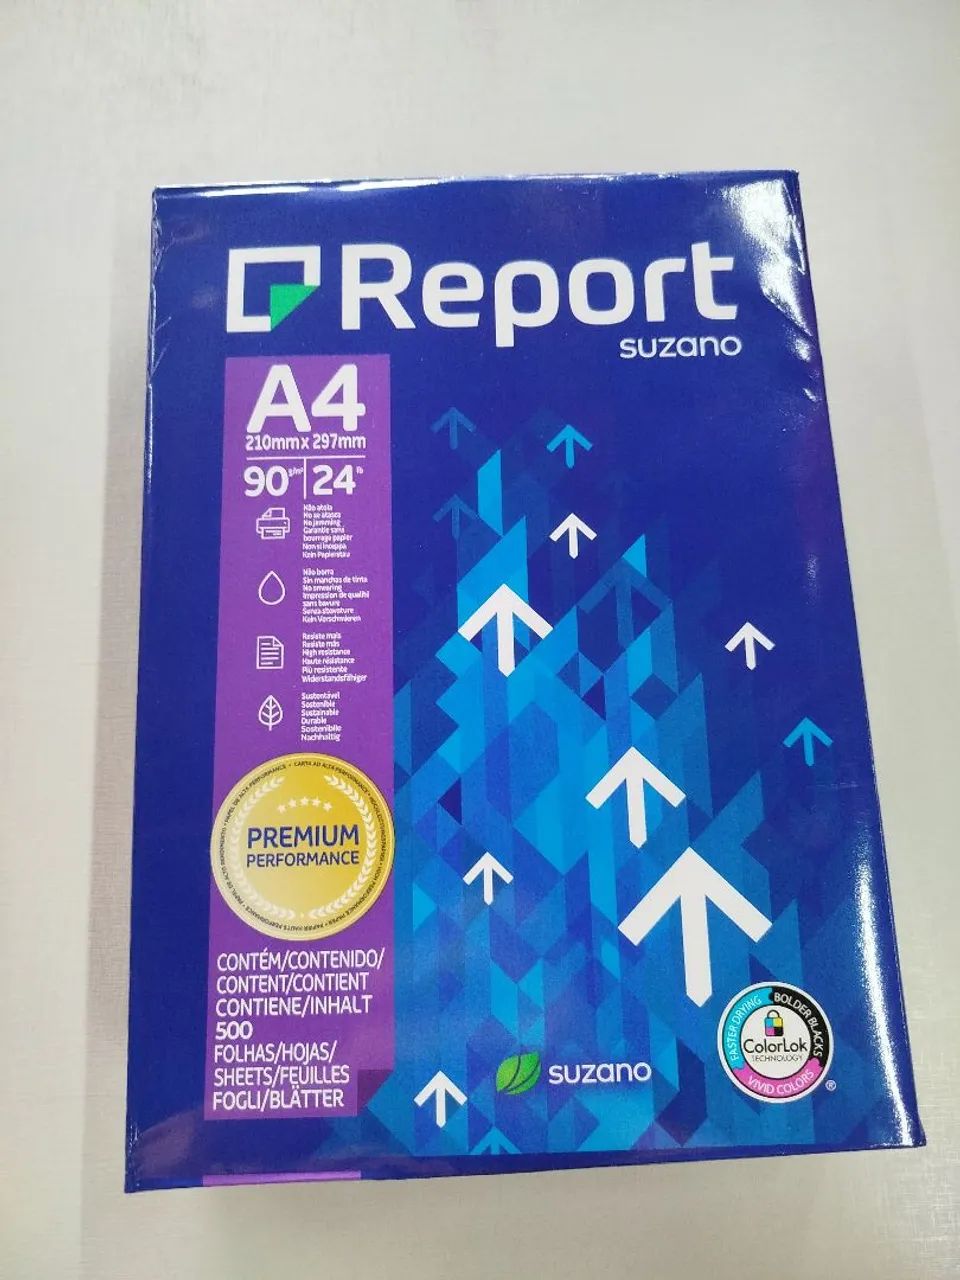 Report
suzano
A4
210mm x 297mm
90 g/m² 24 lb
Não atola
No se atasca
No jamming
Garantie sans
bourrage papier
Non si inceppa
Kein Papierstau
Não borra
Sin manchas de tinta
No smearing
Impression de qualité
sans bavure
Senza sbavature
Kein Verschmieren
Resiste mais
Resiste más
High resistance
Haute résistance
Più resistente
Widerstandsfähiger
Sustentável
Sostenible
Sustainable
Durable
Sostenibile
Nachhaltig
PREMIUM
PERFORMANCE
CONTÉM/CONTENIDO/
CONTENT/CONTIENT
CONTIENE/INHALT
500
FOLHAS/HOJAS/
SHEETS/FEUILLES
FOGLI/BLÄTTER
suzano
FASTER DRYING
BOLDER BLACKS
ColorLok
TECHNOLOGY
VIVID COLORS
®